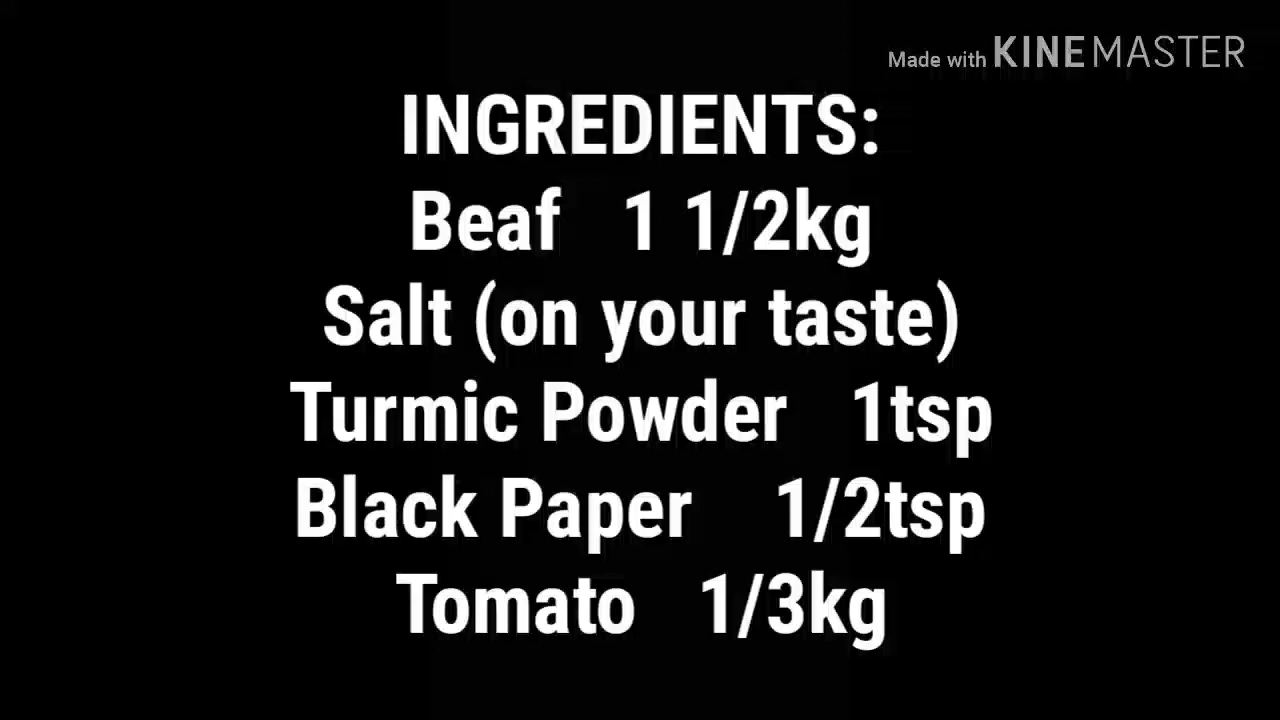 Made with KINEMASTER
INGREDIENTS:
Beaf 1 1/2kg
Salt (on your taste)
Turmic Powder 1tsp
Black Paper 1/2tsp
Tomato 1/3kg